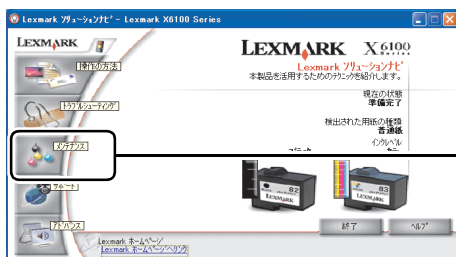 Lexmark ソリューションナビ - Lexmark X6100 Series
LEXMARK
操作の方法
トラブルシューティング
メンテナンス
サポート
アドバンス
LEXMARK X6100
Series
Lexmark ソリューションナビ
本製品を活用するためのテクニックを紹介します。
現在の状態
準備完了
検出された用紙の種類
普通紙
インクレベル
82
LEXMARK
83
LEXMARK
終了
ヘルプ
Lexmark ホームページ
Lexmark ホームページへリンク